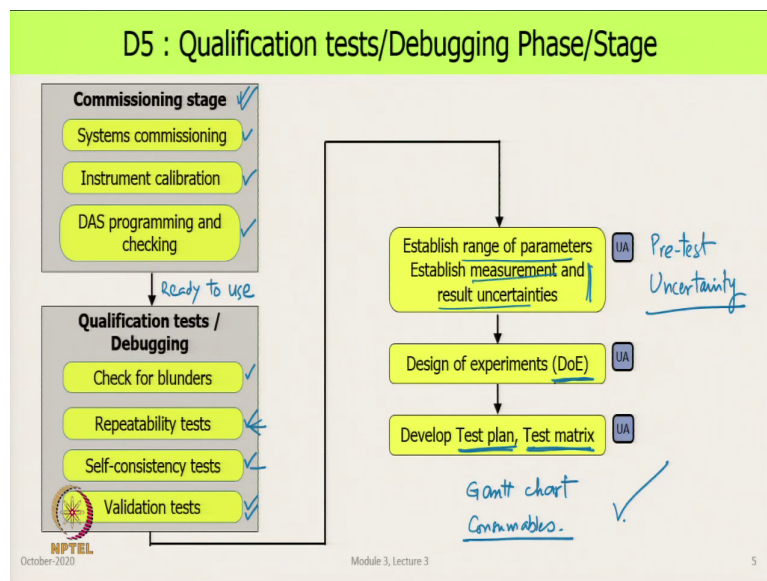 D5 : Qualification tests/Debugging Phase/Stage
Commissioning stage
Systems commissioning
Instrument calibration
DAS programming and
checking
Ready to use
Qualification tests /
Debugging
Check for blunders
Repeatability tests
Self-consistency tests
Validation tests
Establish range of parameters
Establish measurement and
result uncertainties
UA
Pre-test
Uncertainty
Design of experiments (DoE)
UA
Develop Test plan, Test matrix
UA
Gantt chart
Consumables.
NPTEL
October-2020
Module 3, Lecture 3
5